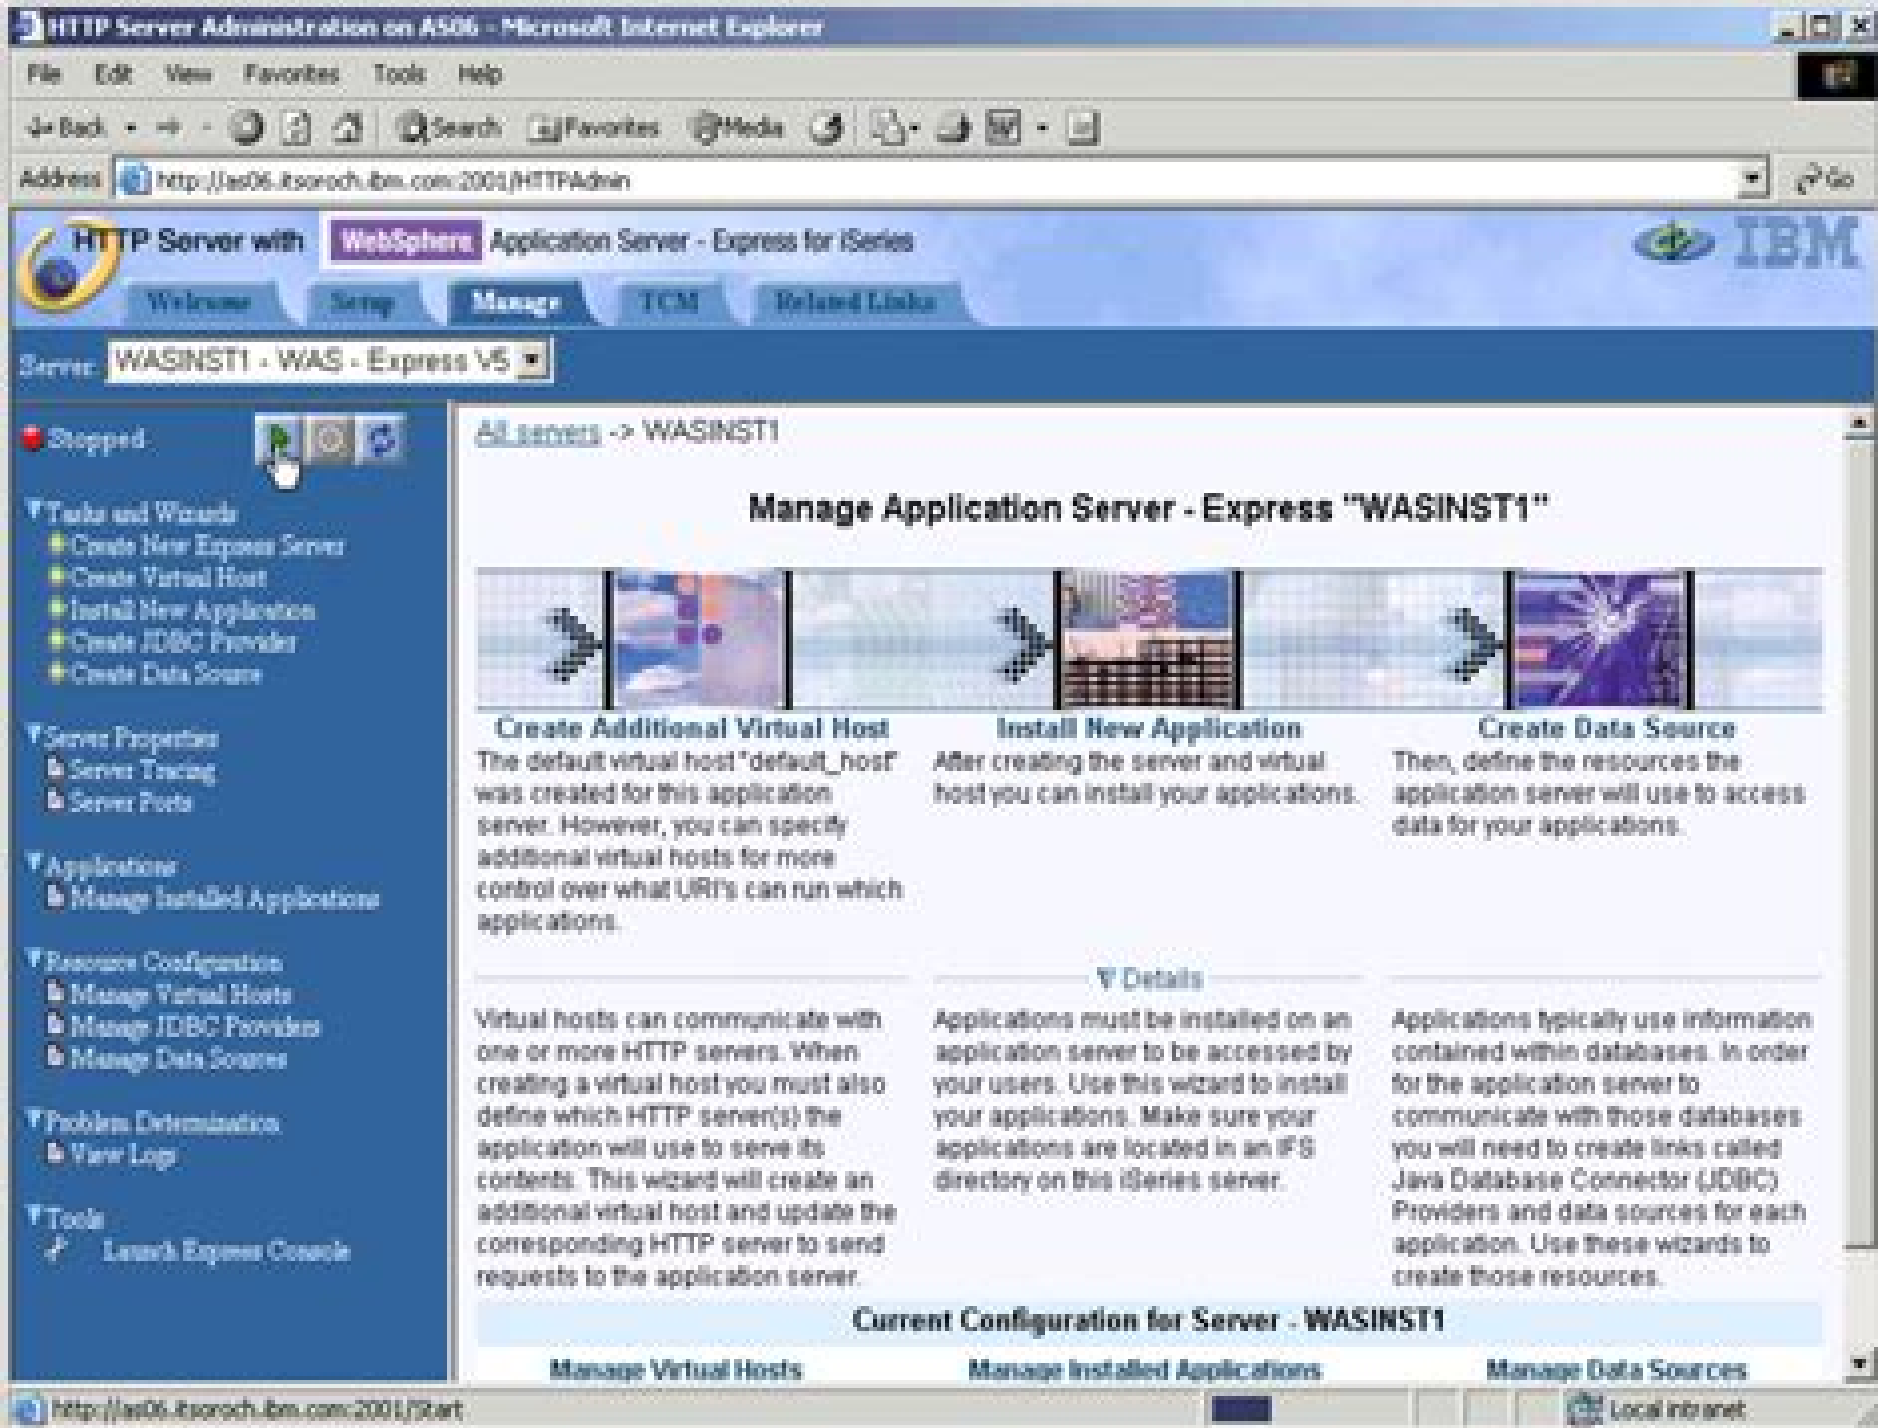 HTTP Server Administration on AS06 - Microsoft Internet Explorer
File Edit View Favorites Tools Help
Back Search Favorites Media
Address http://as06.itsoroch.ibm.com:2001/HTTPAdmin Go
HTTP Server with WebSphere Application Server - Express for iSeries IBM
Welcome Setup Manage TCM Related Links
Server: WASINST1 - WAS - Express V5
Stopped
Tasks and Wizards
Create New Express Server
Create Virtual Host
Install New Application
Create JDBC Provider
Create Data Source
Server Properties
Server Tracing
Server Ports
Applications
Manage Installed Applications
Resource Configuration
Manage Virtual Hosts
Manage JDBC Providers
Manage Data Sources
Problem Determination
View Logs
Tools
Launch Express Console
All servers -> WASINST1
Manage Application Server - Express "WASINST1"
Create Additional Virtual Host
The default virtual host "default_host"
was created for this application
server. However, you can specify
additional virtual hosts for more
control over what URI's can run which
applications.
Install New Application
After creating the server and virtual
host you can install your applications.
Create Data Source
Then, define the resources the
application server will use to access
data for your applications.
Details
Virtual hosts can communicate with
one or more HTTP servers. When
creating a virtual host you must also
define which HTTP server(s) the
application will use to serve its
contents. This wizard will create an
additional virtual host and update the
corresponding HTTP server to send
requests to the application server.
Applications must be installed on an
application server to be accessed by
your users. Use this wizard to install
your applications. Make sure your
applications are located in an IFS
directory on this iSeries server.
Applications typically use information
contained within databases. In order
for the application server to
communicate with those databases
you will need to create links called
Java Database Connector (JDBC)
Providers and data sources for each
application. Use these wizards to
create those resources.
Current Configuration for Server - WASINST1
Manage Virtual Hosts Manage Installed Applications Manage Data Sources
http://as06.itsoroch.ibm.com:2001/Start Local intranet